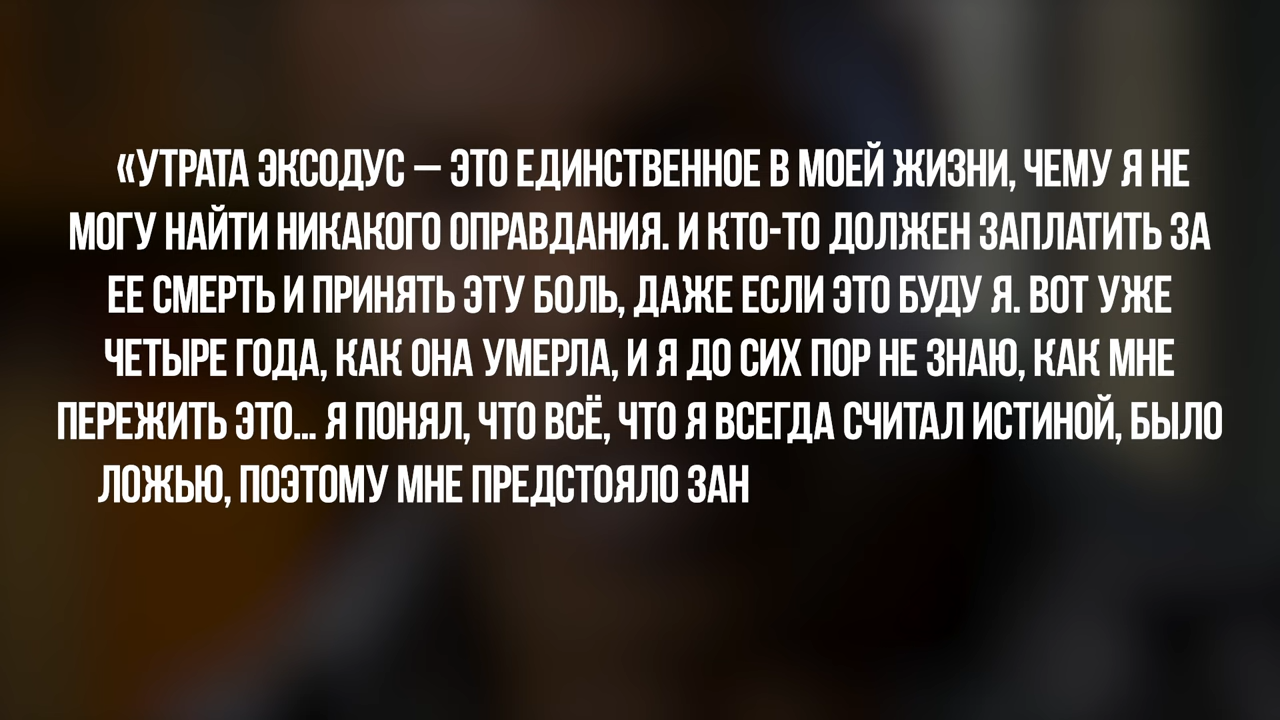 «УТРАТА ЭКСОДУС – ЭТО ЕДИНСТВЕННОЕ В МОЕЙ ЖИЗНИ, ЧЕМУ Я НЕ
МОГУ НАЙТИ НИКАКОГО ОПРАВДАНИЯ. И КТО-ТО ДОЛЖЕН ЗАПЛАТИТЬ ЗА
ЕЕ СМЕРТЬ И ПРИНЯТЬ ЭТУ БОЛЬ, ДАЖЕ ЕСЛИ ЭТО БУДУ Я. ВОТ УЖЕ
ЧЕТЫРЕ ГОДА, КАК ОНА УМЕРЛА, И Я ДО СИХ ПОР НЕ ЗНАЮ, КАК МНЕ
ПЕРЕЖИТЬ ЭТО... Я ПОНЯЛ, ЧТО ВСЁ, ЧТО Я ВСЕГДА СЧИТАЛ ИСТИНОЙ, БЫЛО
ЛОЖЬЮ, ПОЭТОМУ МНЕ ПРЕДСТОЯЛО ЗАН